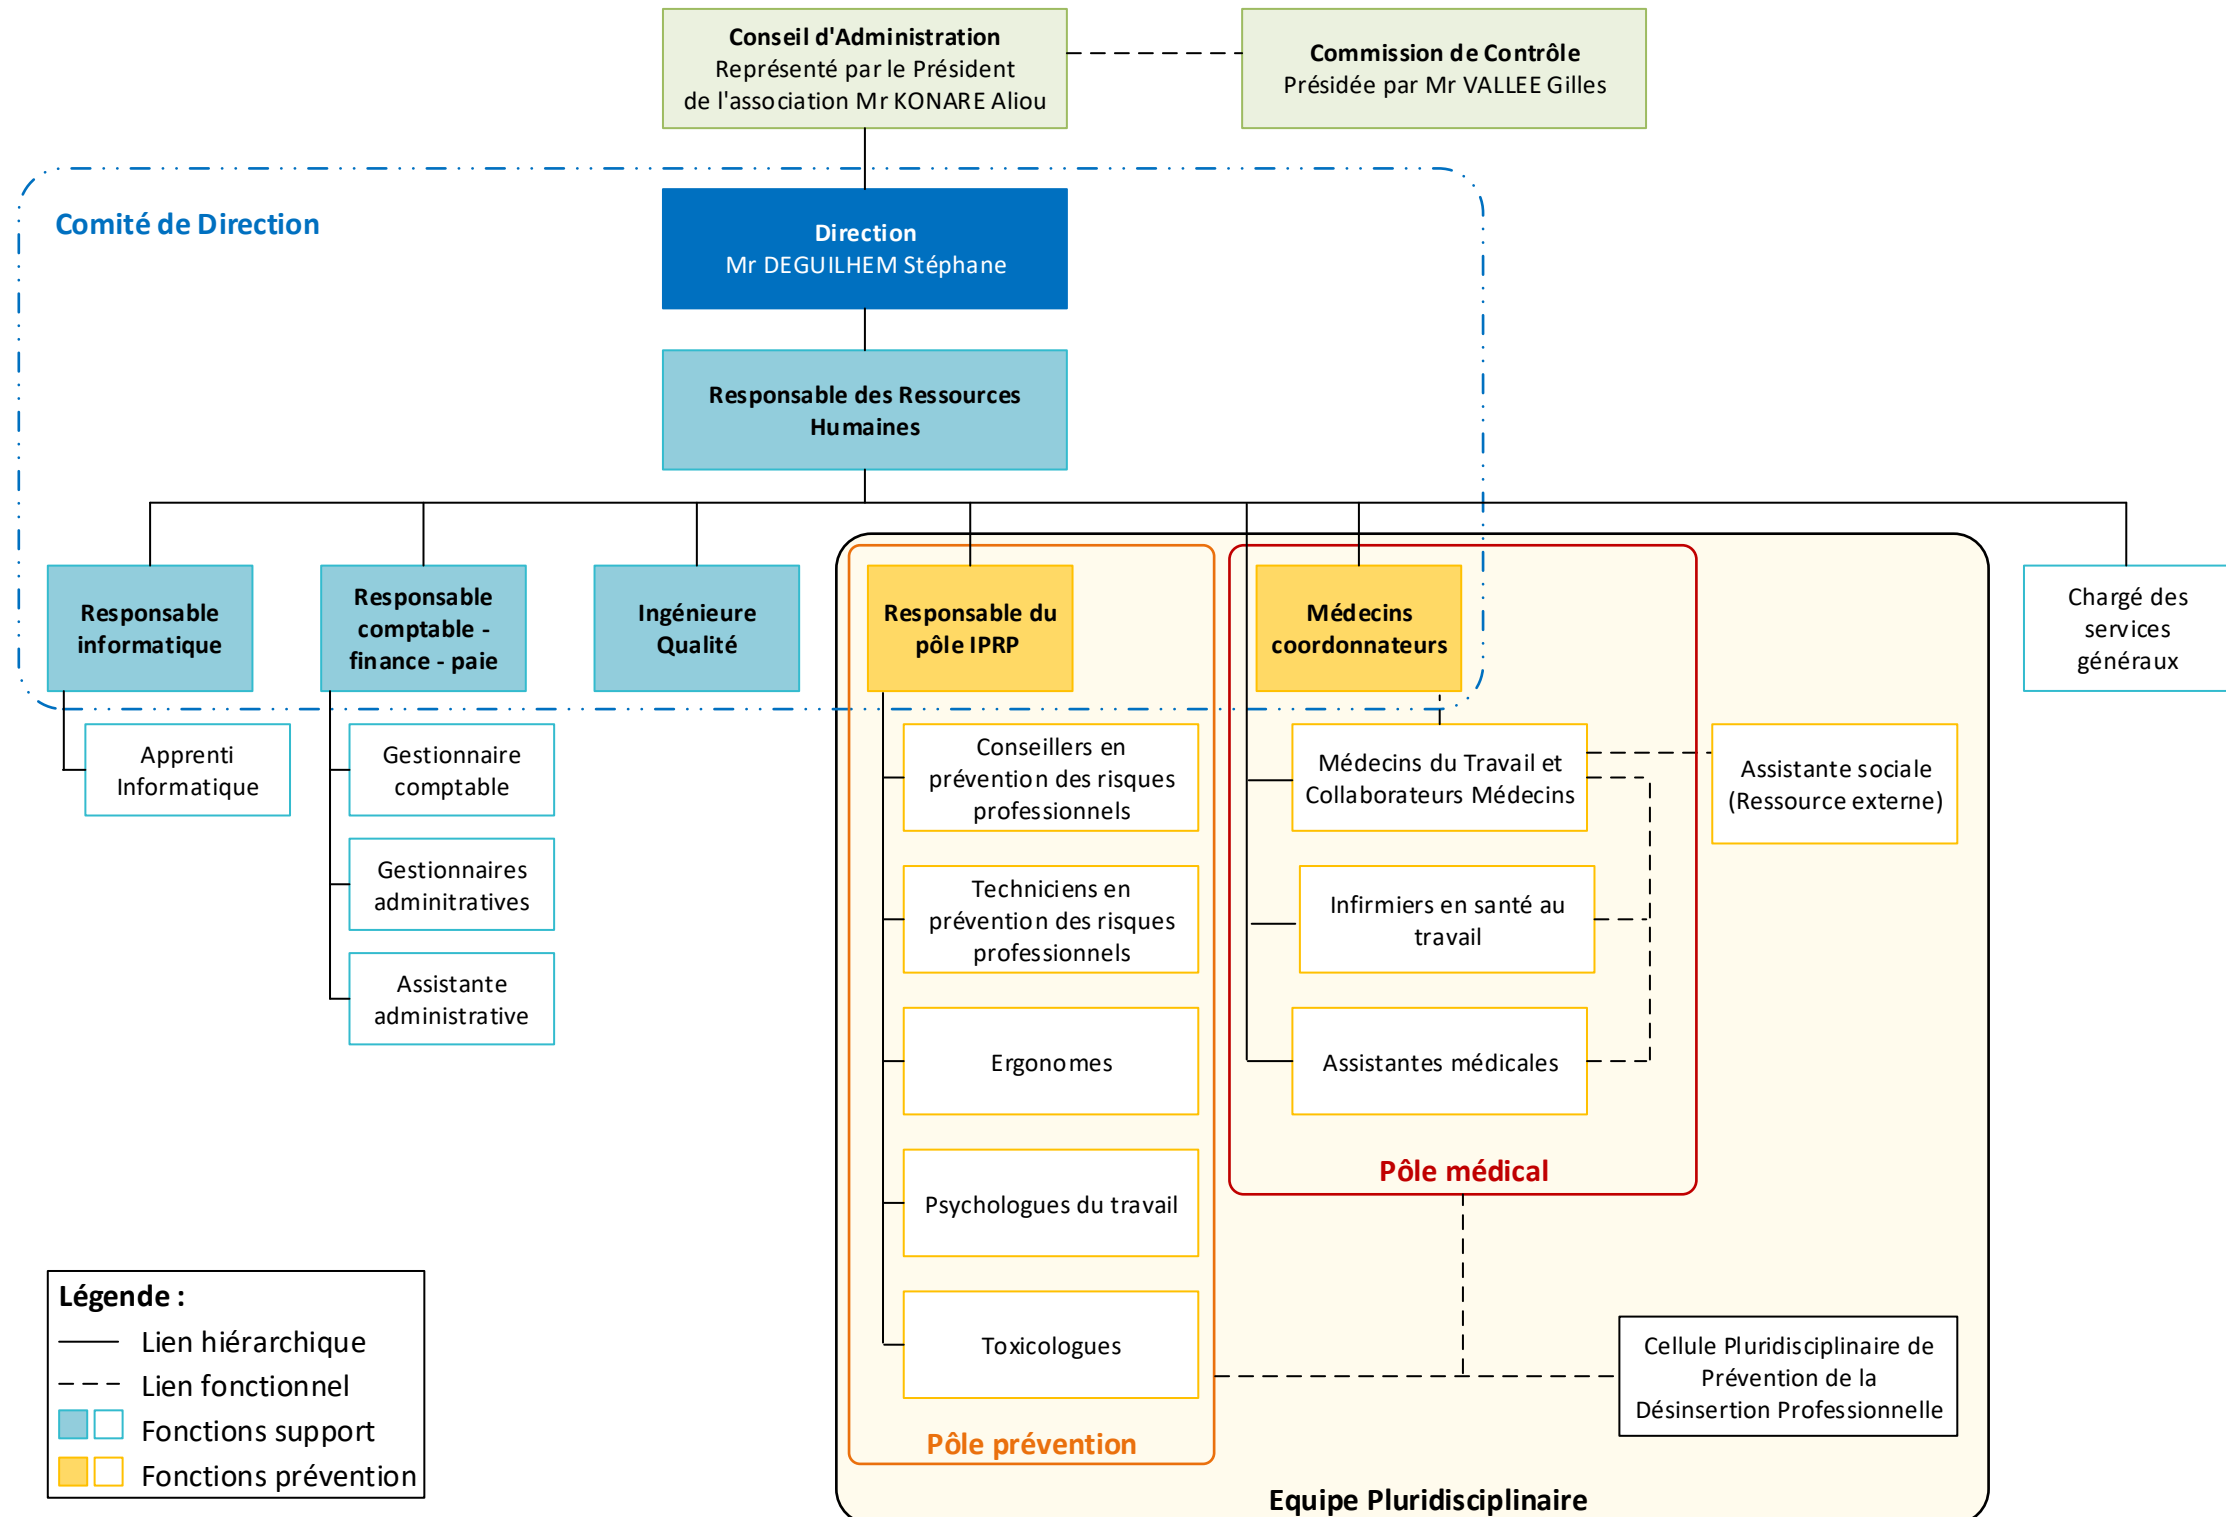 Conseil d'Administration
Représenté par le Président
de l'association Mr KONARE Aliou
Commission de Contrôle
Présidée par Mr VALLEE Gilles
Comité de Direction
Direction
Mr DEGUILHEM Stéphane
Responsable des Ressources
Humaines
Responsable
informatique
Responsable
comptable -
finance - paie
Ingénieure
Qualité
Responsable du
pôle IPRP
Médecins
coordonnateurs
Chargé des
services
généraux
Apprenti
Informatique
Gestionnaire
comptable
Gestionnaires
adminitratives
Assistante
administrative
Conseillers en
prévention des risques
professionnels
Techniciens en
prévention des risques
professionnels
Ergonomes
Psychologues du travail
Toxicologues
Pôle prévention
Médecins du Travail et
Collaborateurs Médecins
Infirmiers en santé au
travail
Assistantes médicales
Pôle médical
Assistante sociale
(Ressource externe)
Cellule Pluridisciplinaire de
Prévention de la
Désinsertion Professionnelle
Equipe Pluridisciplinaire
Légende :
Lien hiérarchique
Lien fonctionnel
Fonctions support
Fonctions prévention